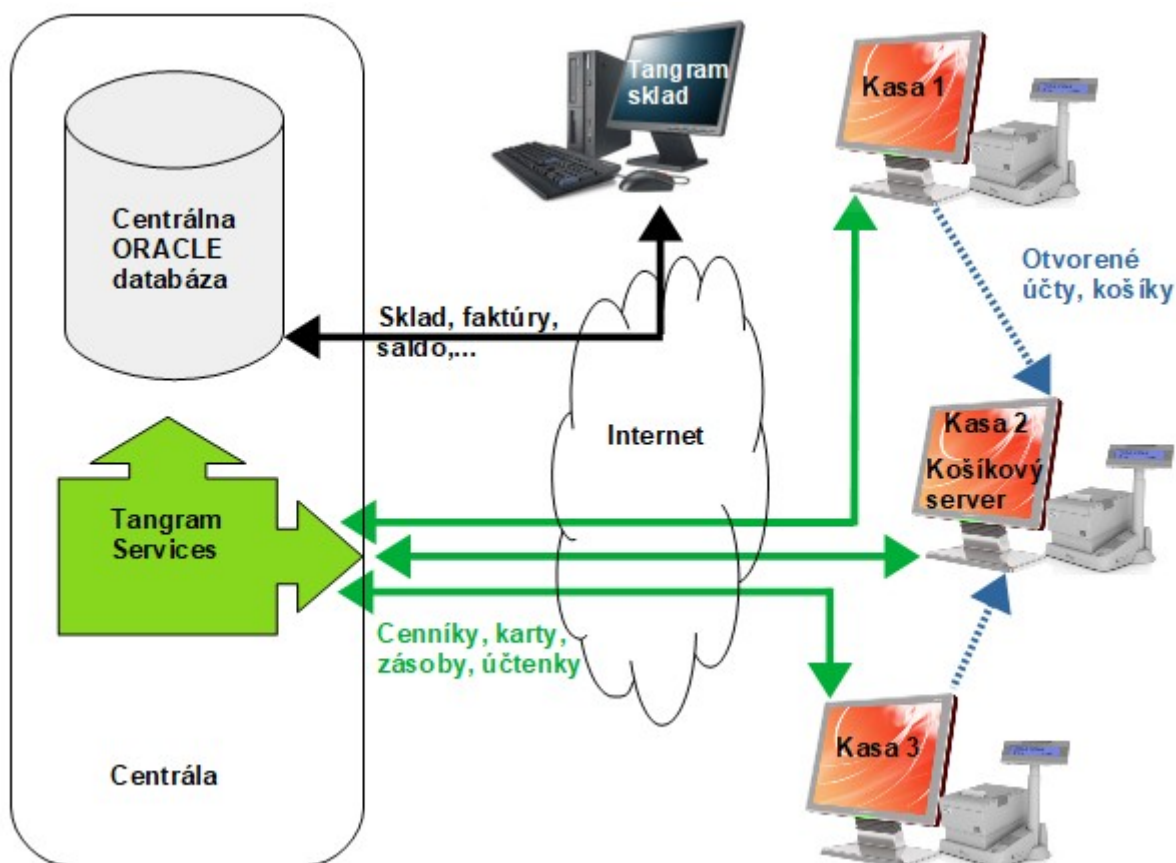 Tangram
sklad
Kasa 1
Centrálna
ORACLE
databáza
Otvorené
účty, košíky
Sklad, faktúry,
saldo,...
Internet
Kasa 2
Košíkový
server
Tangram
Services
Cenníky, karty,
zásoby, účtenky
Kasa 3
Centrála